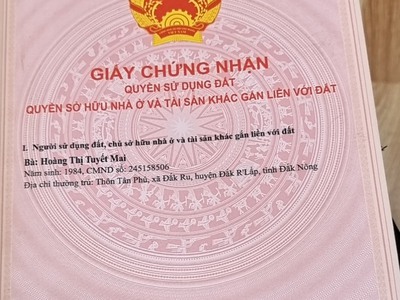 GIẤY CHỨNG NHẬN
QUYỀN SỬ DỤNG ĐẤT
QUYỀN SỞ HỮU NHÀ Ở VÀ TÀI SẢN KHÁC GẮN LIỀN VỚI ĐẤT
I. Người sử dụng đất, chủ sở hữu nhà ở và tài sản khác gắn liền với đất
Bà: Hoàng Thị Tuyết Mai
Năm sinh: 1984, CMND số: 245158506
Địa chỉ thường trú: Thôn Tân Phú, xã Đắk Ru, huyện Đắk R'Lấp, tỉnh Đắk Nông